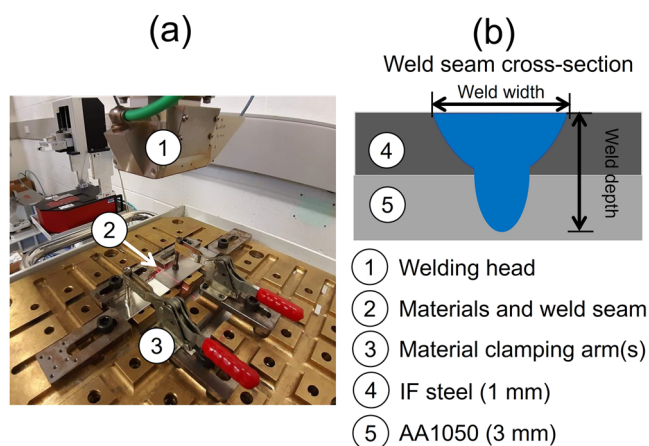 (a)
(b)
Weld seam cross-section
Weld width
1
2
3
4
5
Weld depth
1 Welding head
2 Materials and weld seam
3 Material clamping arm(s)
4 IF steel (1 mm)
5 AA1050 (3 mm)